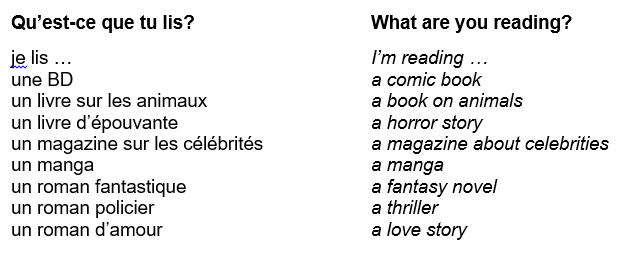 Qu'est-ce que tu lis? What are you reading?
je lis … I'm reading …
une BD a comic book
un livre sur les animaux a book on animals
un livre d'épouvante a horror story
un magazine sur les célébrités a magazine about celebrities
un manga a manga
un roman fantastique a fantasy novel
un roman policier a thriller
un roman d'amour a love story